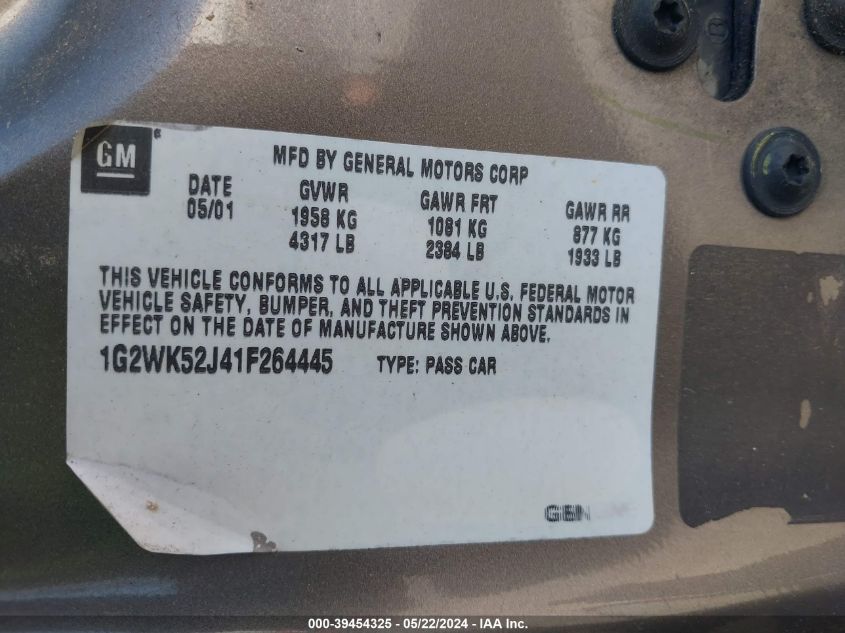 GM ®
MFD BY GENERAL MOTORS CORP
DATE GVWR GAWR FRT GAWR RR
05/01 1958 KG 1081 KG 877 KG
4317 LB 2384 LB 1933 LB
THIS VEHICLE CONFORMS TO ALL APPLICABLE U.S. FEDERAL MOTOR
VEHICLE SAFETY, BUMPER, AND THEFT PREVENTION STANDARDS IN
EFFECT ON THE DATE OF MANUFACTURE SHOWN ABOVE.
1G2WK52J41F264445 TYPE: PASS CAR
000-39454325 - 05/22/2024 - IAA Inc.